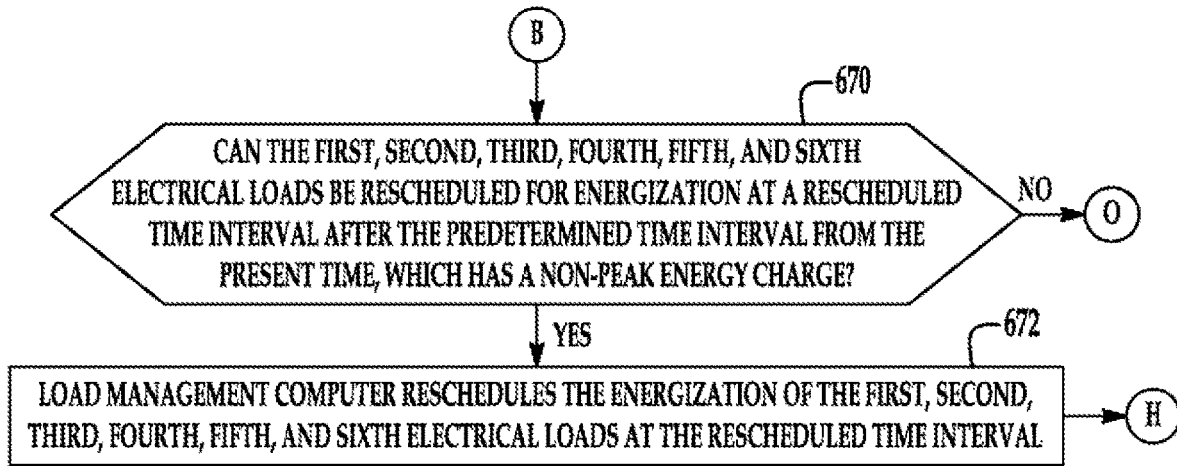 B
670
CAN THE FIRST, SECOND, THIRD, FOURTH, FIFTH, AND SIXTH
ELECTRICAL LOADS BE RESCHEDULED FOR ENERGIZATION AT A RESCHEDULED
TIME INTERVAL AFTER THE PREDETERMINED TIME INTERVAL FROM THE
PRESENT TIME, WHICH HAS A NON-PEAK ENERGY CHARGE?
NO
O
YES
672
LOAD MANAGEMENT COMPUTER RESCHEDULES THE ENERGIZATION OF THE FIRST, SECOND,
THIRD, FOURTH, FIFTH, AND SIXTH ELECTRICAL LOADS AT THE RESCHEDULED TIME INTERVAL
H